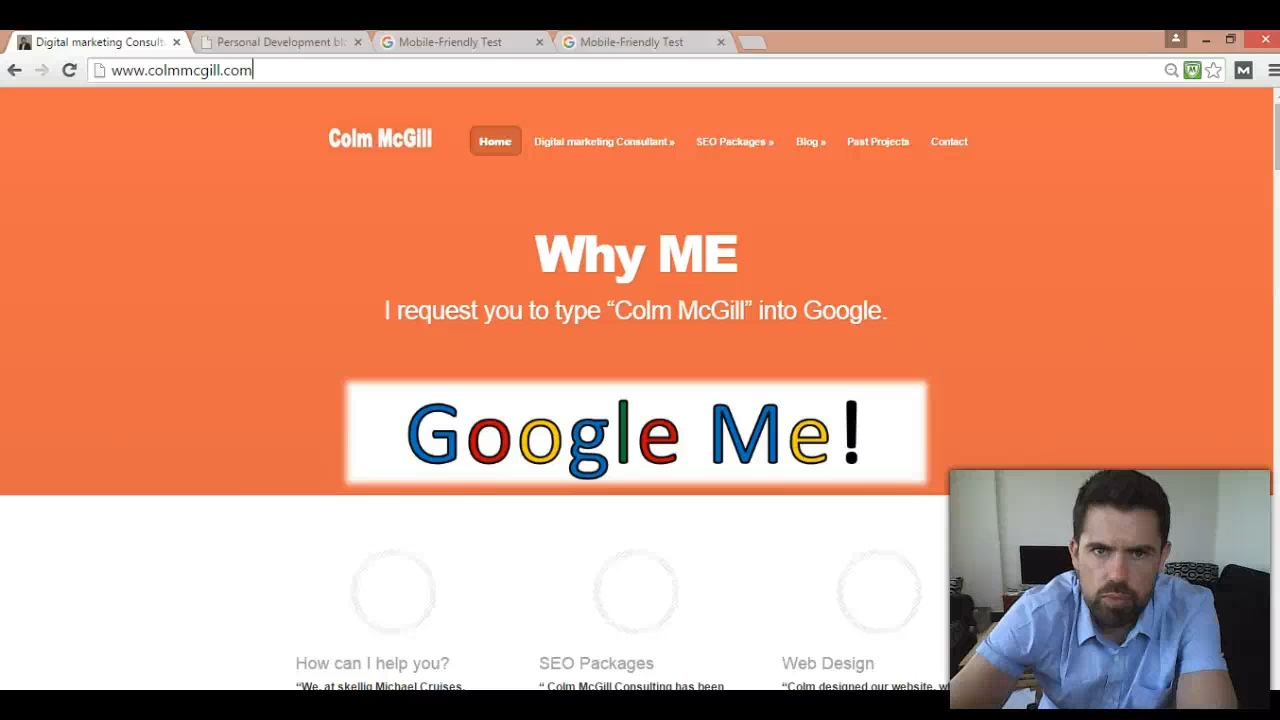 Digital marketing Consult
Personal Development.bl
Mobile-Friendly Test
Mobile-Friendly Test
www.colmmcgill.com
M
Colm McGill
Home
Digital marketing Consultant »
SEO Packages »
Blog »
Past Projects
Contact
Why ME
I request you to type “Colm McGill” into Google.
Google Me!
How can I help you?
SEO Packages
Web Design
“We, at skellig Michael Cruises,
“ Colm McGill Consulting has been
“Colm designed our website, w